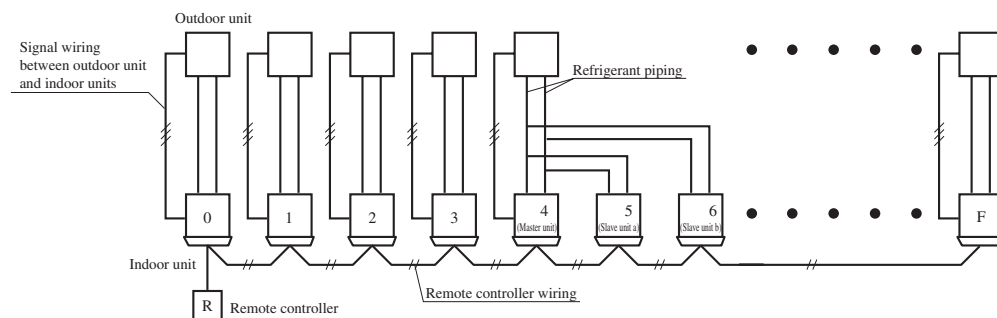 Outdoor unit
Signal wiring
between outdoor unit
and indoor units
Refrigerant piping
0
1
2
3
4
(Master unit)
5
(Slave unit a)
6
(Slave unit b)
F
Indoor unit
Remote controller wiring
R
Remote controller